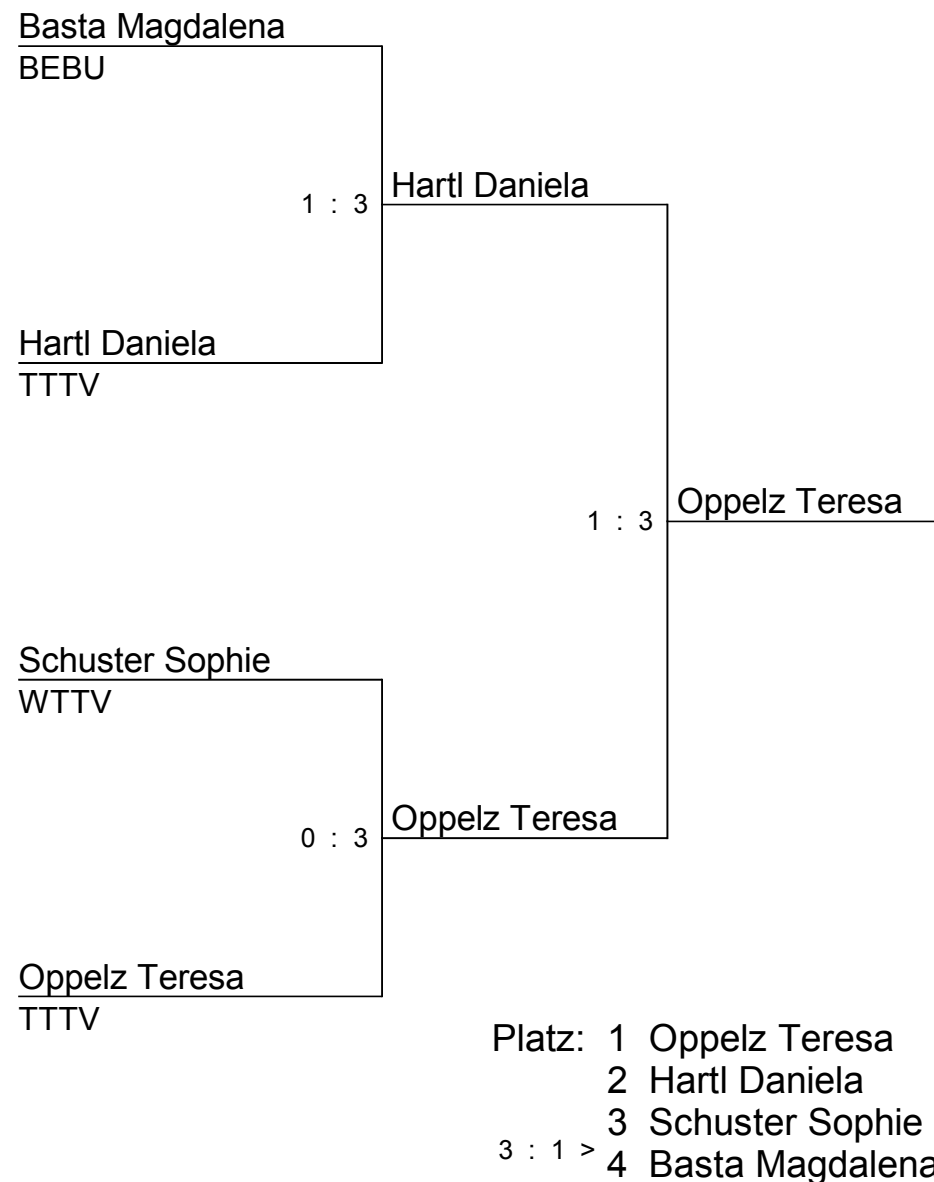 Basta Magdalena
BEBU
1 : 3
Hartl Daniela
Hartl Daniela
TTTV
1 : 3
Oppelz Teresa
Schuster Sophie
WTTV
0 : 3
Oppelz Teresa
Oppelz Teresa
TTTV
Platz: 1 Oppelz Teresa
2 Hartl Daniela
3 Schuster Sophie
3 : 1 >
4 Basta Magdalena